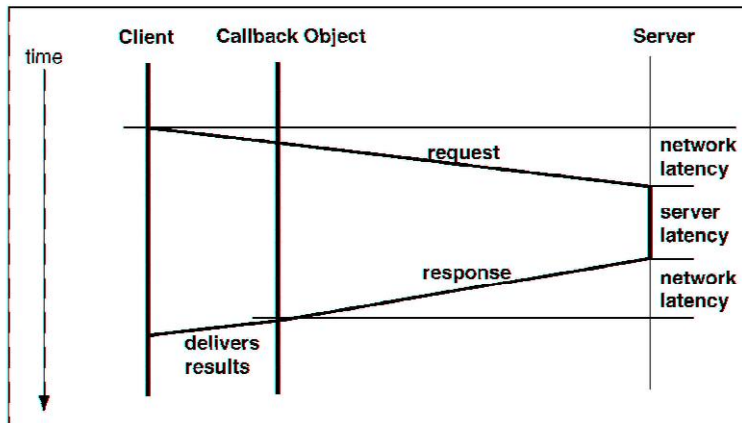 Client
Callback Object
Server
time
request
network
latency
server
latency
response
network
latency
delivers
results